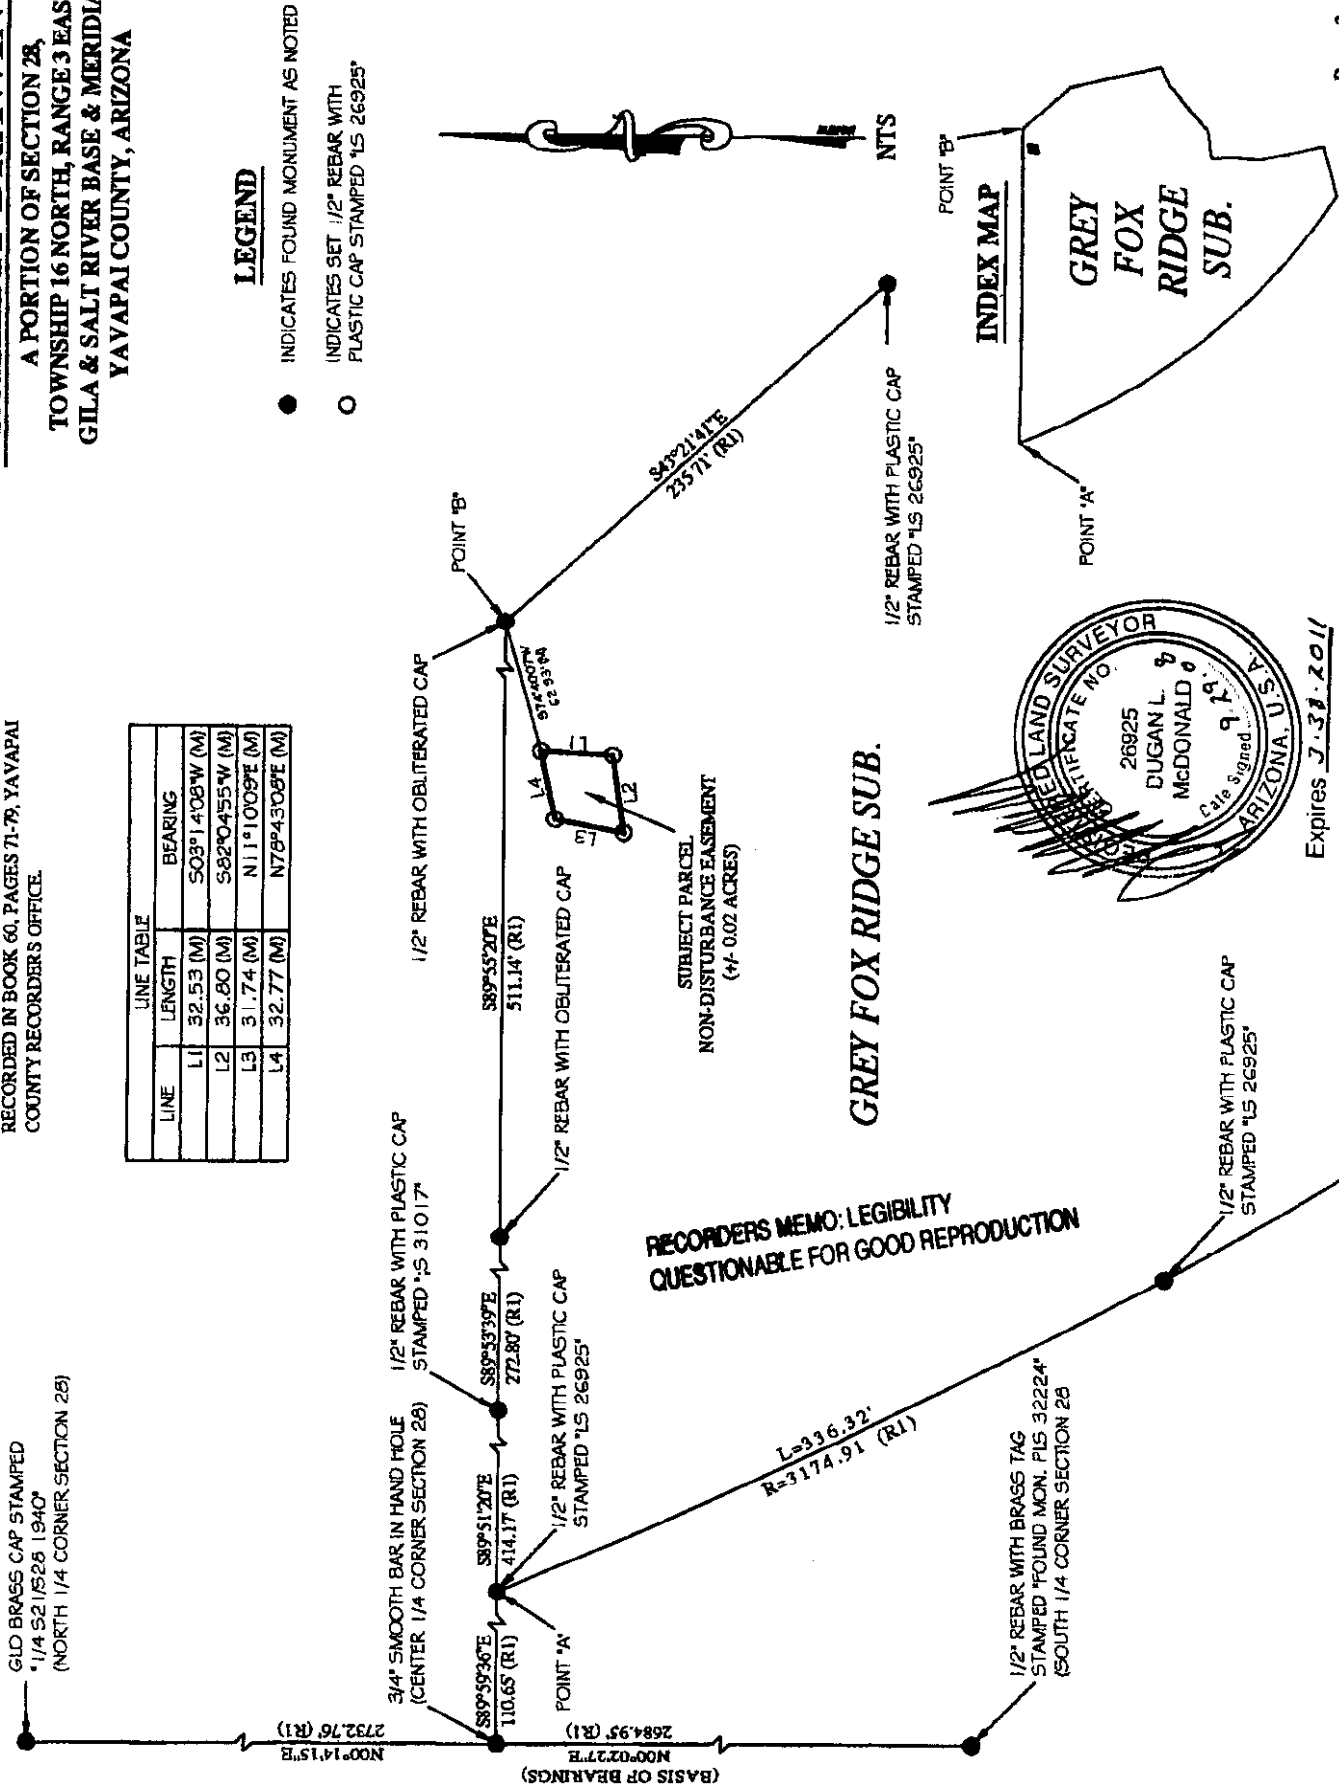 A PORTION OF SECTION 28,
TOWNSHIP 16 NORTH, RANGE 3 EAS
GILA & SALT RIVER BASE & MERIDIA
YAVAPAI COUNTY, ARIZONA
RECORDED IN BOOK 60, PAGES 71-79, YAVAPAI
COUNTY RECORDERS OFFICE.
LINE TABLE
LINE LENGTH BEARING
L1 32.53 (M) S03°14'08"W (M)
L2 36.80 (M) S82°04'55"W (M)
L3 31.74 (M) N11°10'09"E (M)
L4 32.77 (M) N78°43'08"E (M)
LEGEND
● INDICATES FOUND MONUMENT AS NOTED
○ INDICATES SET 1/2" REBAR WITH
PLASTIC CAP STAMPED "LS 26925"
GLO BRASS CAP STAMPED
"1/4 S21/S28 1940"
(NORTH 1/4 CORNER SECTION 28)
N00°14'15"E
2732.76' (R1)
3/4" SMOOTH BAR IN HAND HOLE
(CENTER 1/4 CORNER SECTION 28)
S89°59'36"E
110.65' (R1)
POINT "A"
S89°51'20"E
414.17' (R1)
1/2" REBAR WITH PLASTIC CAP
STAMPED "LS 26925"
1/2" REBAR WITH PLASTIC CAP
STAMPED ":S 31017"
S89°53'39"E
272.80' (R1)
1/2" REBAR WITH OBLITERATED CAP
S89°55'20"E
511.14' (R1)
1/2" REBAR WITH OBLITERATED CAP
POINT "B"
S74°40'07"W
62.93' (M)
L1
L2
L3
L4
SUBJECT PARCEL
NON-DISTURBANCE EASEMENT
(+/- 0.02 ACRES)
S43°21'41"E
235.71' (R1)
1/2" REBAR WITH PLASTIC CAP
STAMPED "LS 26925"
NTS
(BASIS OF BEARINGS)
N00°02'27"E
2684.95' (R1)
1/2" REBAR WITH BRASS TAG
STAMPED "FOUND MON. PLS 32224"
(SOUTH 1/4 CORNER SECTION 28
L=336.32'
R=3174.91 (R1)
1/2" REBAR WITH PLASTIC CAP
STAMPED "LS 26925"
RECORDERS MEMO: LEGIBILITY
QUESTIONABLE FOR GOOD REPRODUCTION
GREY FOX RIDGE SUB.
LAND SURVEYOR
CERTIFICATE NO.
26925
DUGAN L.
McDONALD
Signed
ARIZONA, U.S.A.
Expires
INDEX MAP
POINT "A"
POINT "B"
GREY
FOX
RIDGE
SUB.